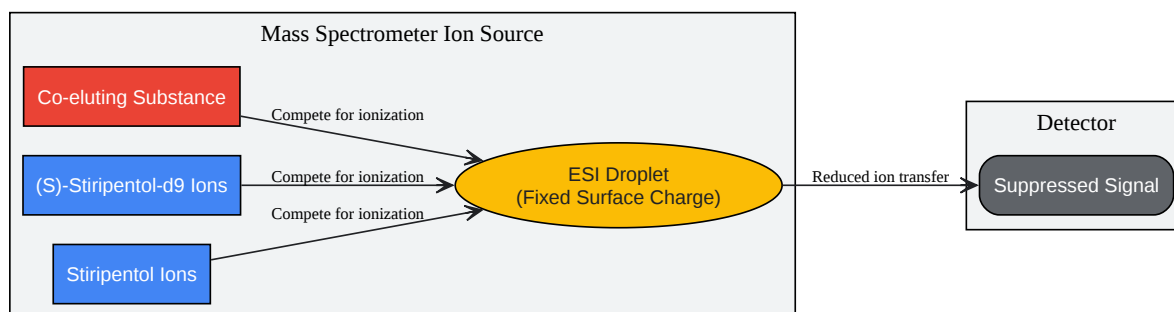 Mass Spectrometer Ion Source
Co-eluting Substance
Compete for ionization
(S)-Stiripentol-d9 Ions
Compete for ionization
Compete for ionization
Stiripentol Ions
ESI Droplet
(Fixed Surface Charge)
Reduced ion transfer
Detector
Suppressed Signal